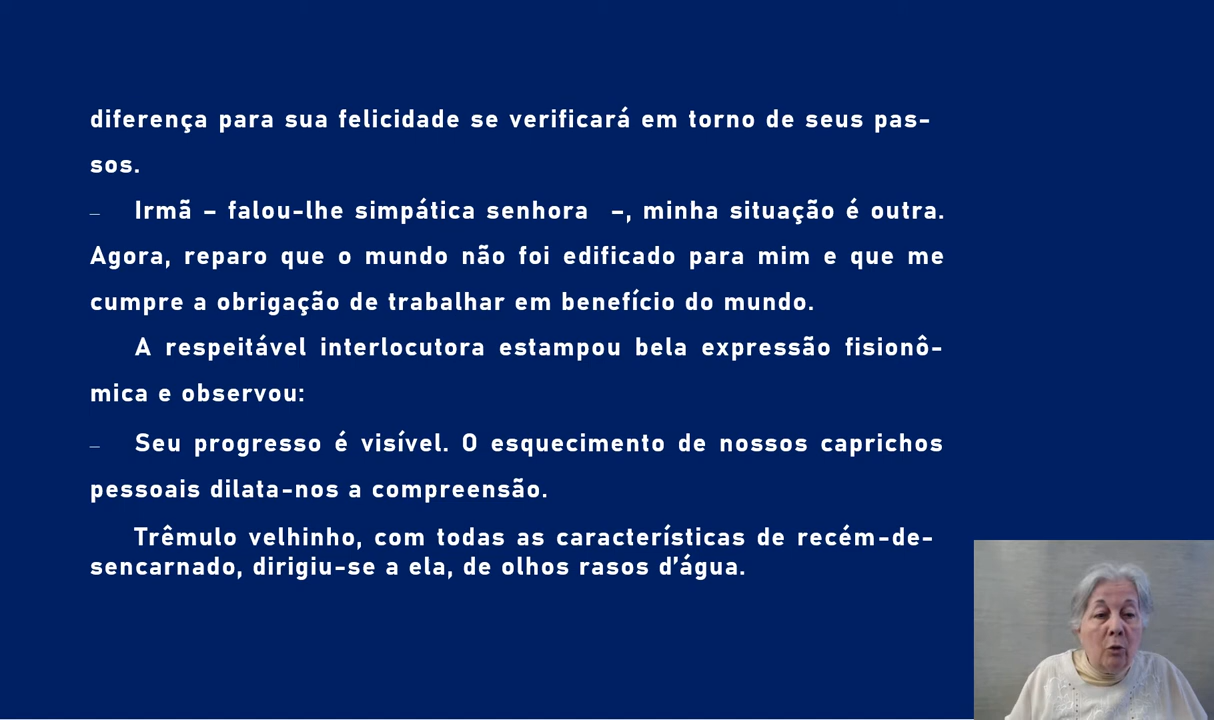 diferença para sua felicidade se verificará em torno de seus pas-
sos.
– Irmã – falou-lhe simpática senhora –, minha situação é outra.
Agora, reparo que o mundo não foi edificado para mim e que me
cumpre a obrigação de trabalhar em benefício do mundo.
A respeitável interlocutora estampou bela expressão fisionô-
mica e observou:
– Seu progresso é visível. O esquecimento de nossos caprichos
pessoais dilata-nos a compreensão.
Trêmulo velhinho, com todas as características de recém-de-
sencarnado, dirigiu-se a ela, de olhos rasos d’água.